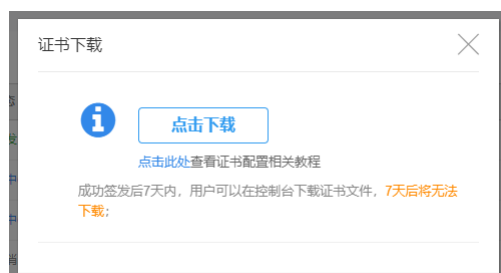 证书下载
点击下载
点击此处查看证书配置相关教程
成功签发后7天内，用户可以在控制台下载证书文件，7天后将无法
下载；